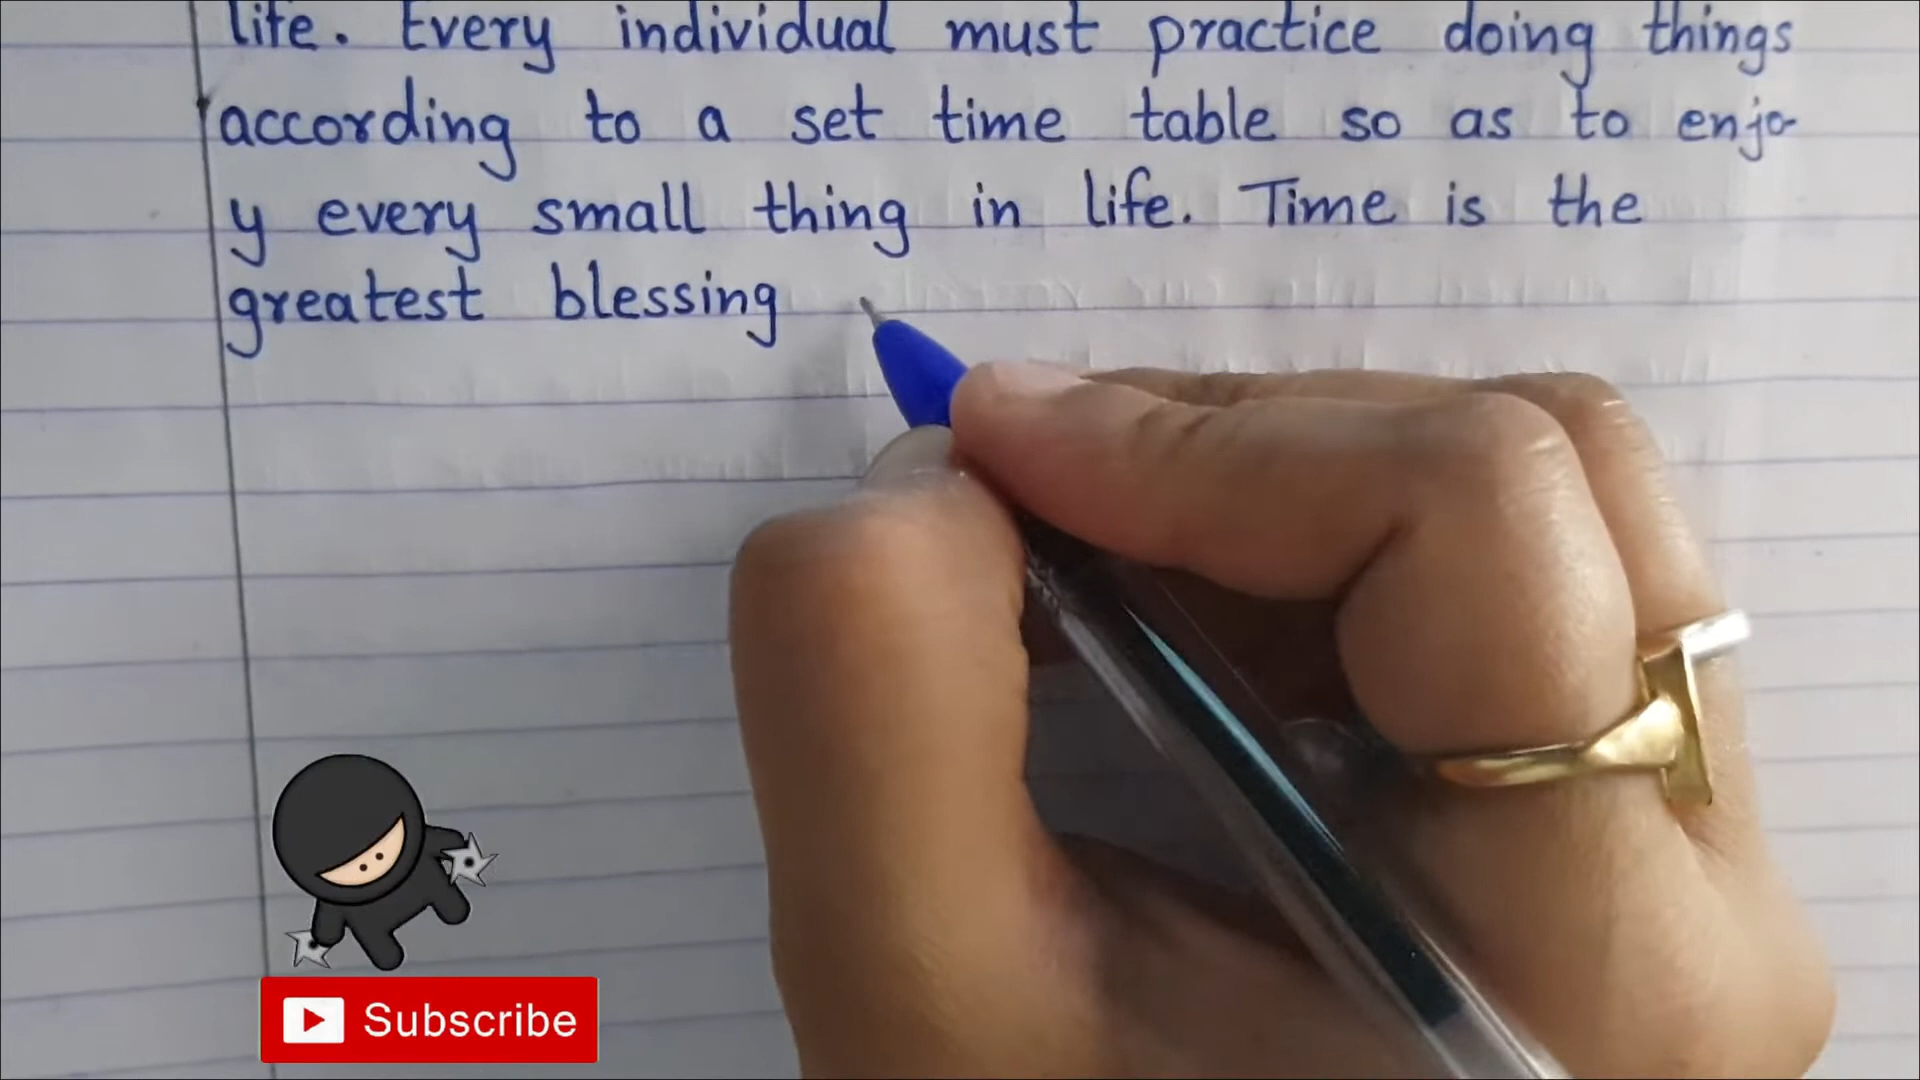 life. Every individual must practice doing things
according to a set time table so as to enjo-
y every small thing in life. Time is the
greatest blessing
Subscribe